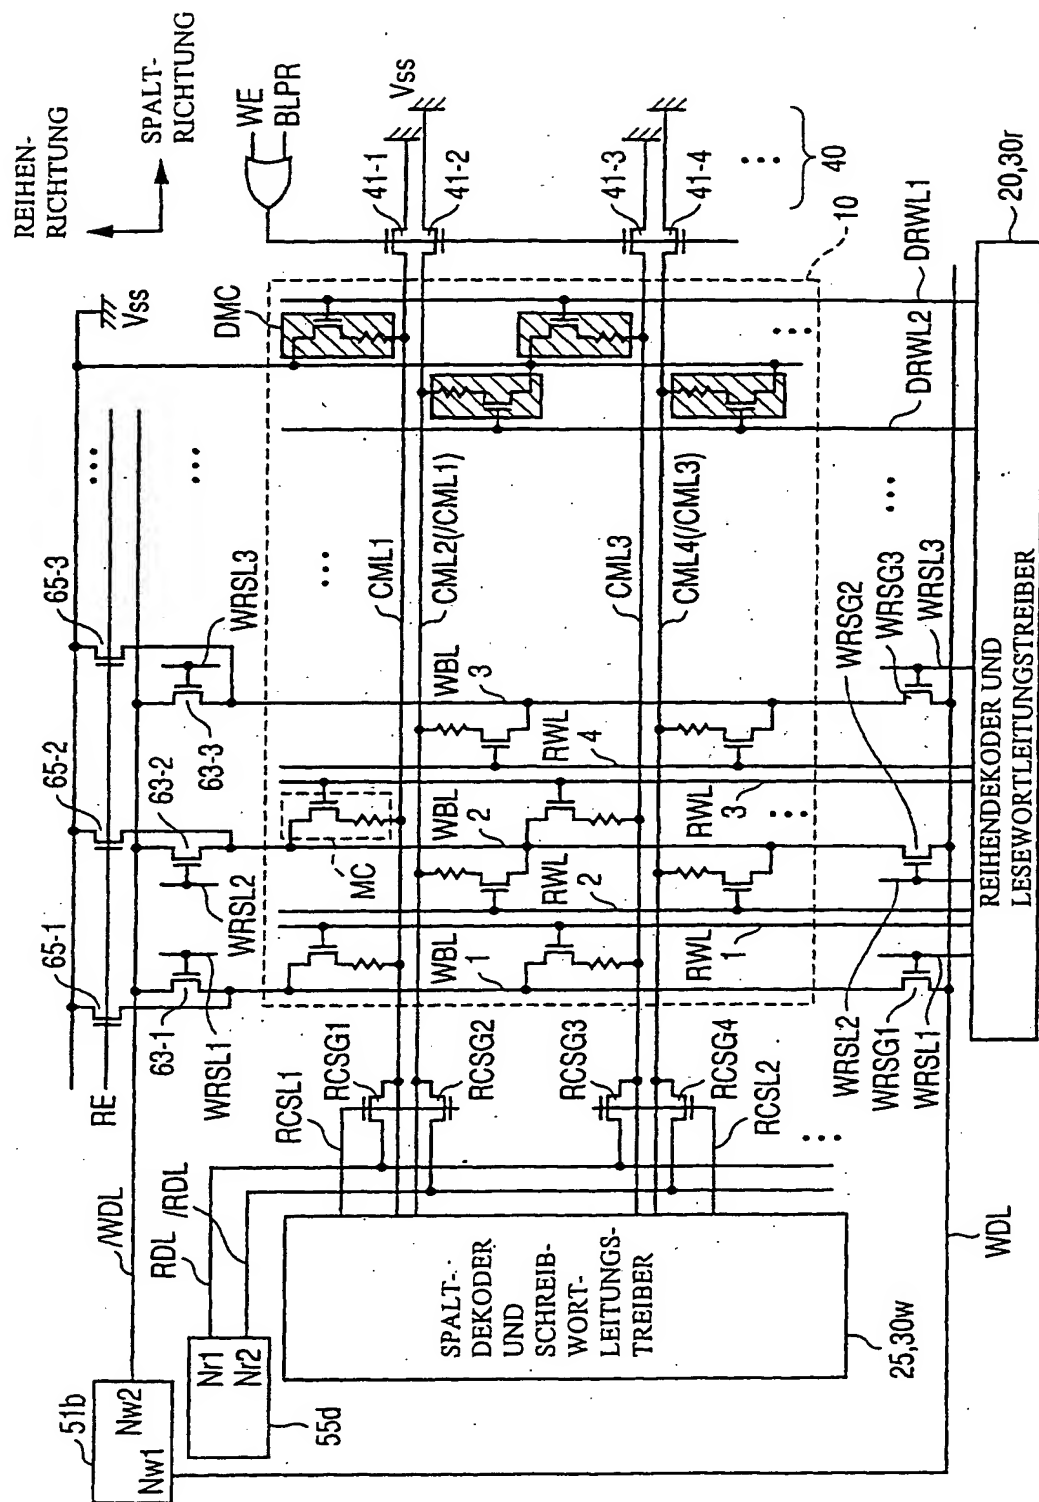 REIHEN-
RICHTUNG
SPALT-
RICHTUNG
WE
BLPR
Vss
Vss
41-1
41-2
41-3
41-4
40
10
DMC
DRWL1
DRWL2
20,30r
65-3
65-2
65-1
WRSL3
63-3
63-2
WRSL2
63-1
WRSL1
RE
CML1
CML2(/CML1)
CML3
CML4(/CML3)
WBL
3
RWL
4
WBL
2
RWL
3
MC
RWL
2
WBL
1
RWL
1
WRSG2
WRSG3
WRSL3
WRSL2
WRSG1
WRSL1
REIHENDEKODER UND
LESEWORTLEITUNGSTREIBER
RCSL1
RCSG1
RCSG2
RCSG3
RCSG4
RCSL2
/WDL
RDL
/RDL
WDL
51b
Nw2
Nw1
Nr1
Nr2
55d
SPALT-
DEKODER
UND
SCHREIB
WORT-
LEITUNGS-
TREIBER
25,30w